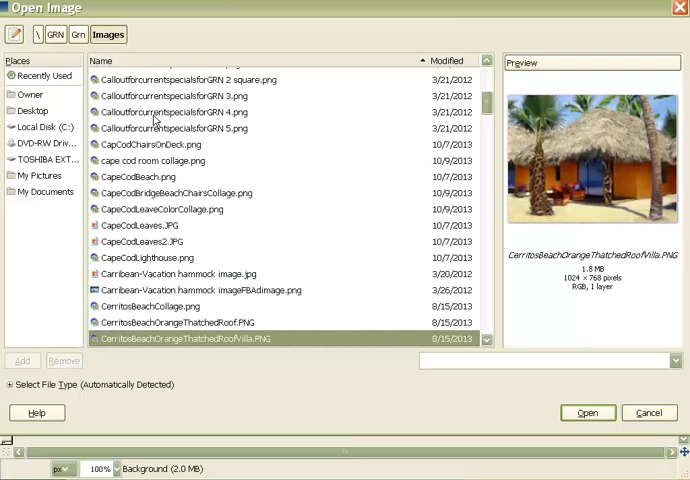 Open Image
\ GRN Grn Images
Places
Recently Used
Owner
Desktop
Local Disk (C:)
DVD-RW Driv...
TOSHIBA EXT...
My Pictures
My Documents
Name Modified
CalloutforcurrentspecialsforGRN 2 square.png 3/21/2012
CalloutforcurrentspecialsforGRN 3.png 3/21/2012
CalloutforcurrentspecialsforGRN 4.png 3/21/2012
CalloutforcurrentspecialsforGRN 5.png 3/21/2012
CapCodChairsOnDeck.png 10/7/2013
cape cod room collage.png 10/9/2013
CapeCodBeach.png 10/7/2013
CapeCodBridgeBeachChairsCollage.png 10/9/2013
CapeCodLeaveColorCollage.png 10/9/2013
CapeCodLeaves.JPG 10/7/2013
CapeCodLeaves2.JPG 10/7/2013
CapeCodLighthouse.png 10/7/2013
Carribean-Vacation hammock image.jpg 3/20/2012
Carribean-Vacation hammock imageFBAdimage.png 3/26/2012
CerritosBeachCollage.png 8/15/2013
CerritosBeachOrangeThatchedRoof.PNG 8/15/2013
CerritosBeachOrangeThatchedRoofVilla.PNG 8/15/2013
Preview
CerritosBeachOrangeThatchedRoofVilla.PNG
1.8 MB
1024 × 768 pixels
RGB, 1 layer
Add Remove
Select File Type (Automatically Detected)
Help Open Cancel
px 100% Background (2.0 MB)